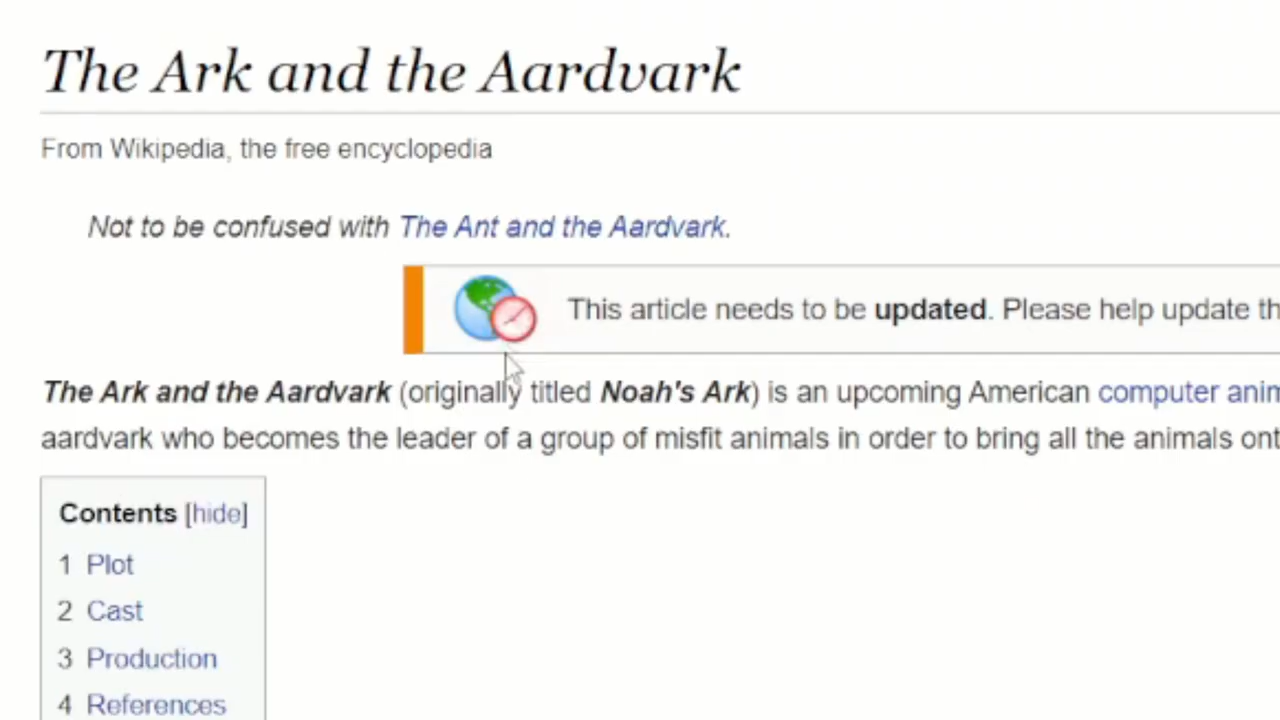 The Ark and the Aardvark
From Wikipedia, the free encyclopedia
Not to be confused with The Ant and the Aardvark.
This article needs to be updated. Please help update th
The Ark and the Aardvark (originally titled Noah's Ark) is an upcoming American computer anim
aardvark who becomes the leader of a group of misfit animals in order to bring all the animals ont
Contents [hide]
1 Plot
2 Cast
3 Production
4 References